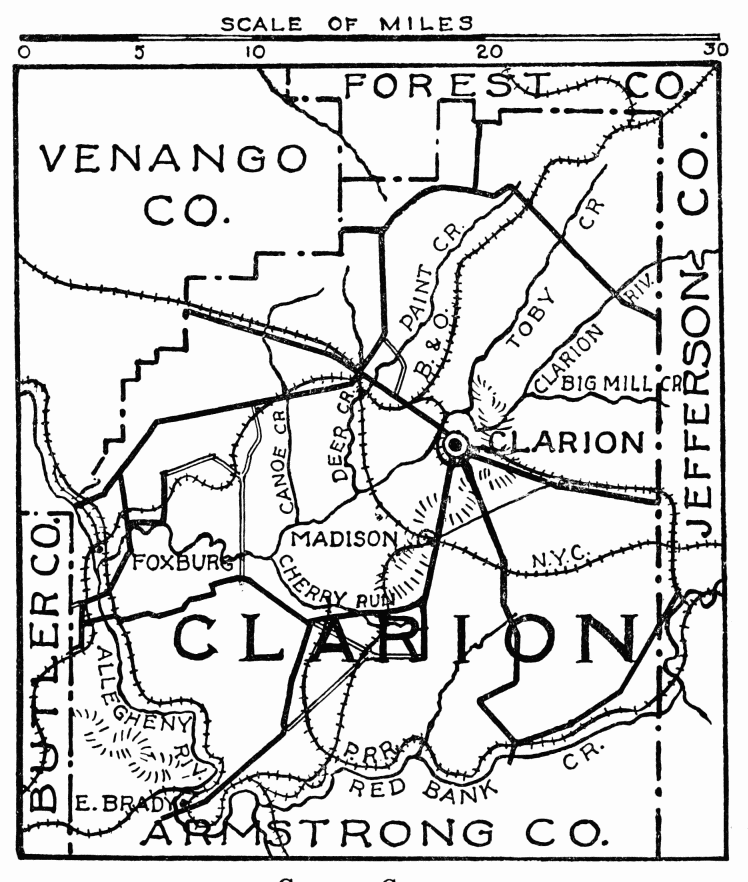 SCALE OF MILES
0 5 10 20 30
FOREST CO.
VENANGO
CO.
JEFFERSON CO.
PAINT CR.
B. & O.
TOBY CR
CLARION RIV.
BIG MILL CR.
CLARION
CANOE CR.
DEER CR.
MADISON
N.Y.C.
FOXBURG
CHERRY RUN
CLARION
BUTLER CO.
ALLEGHENY RIV.
P.R.R.
RED BANK CR.
E. BRADY
ARMSTRONG CO.